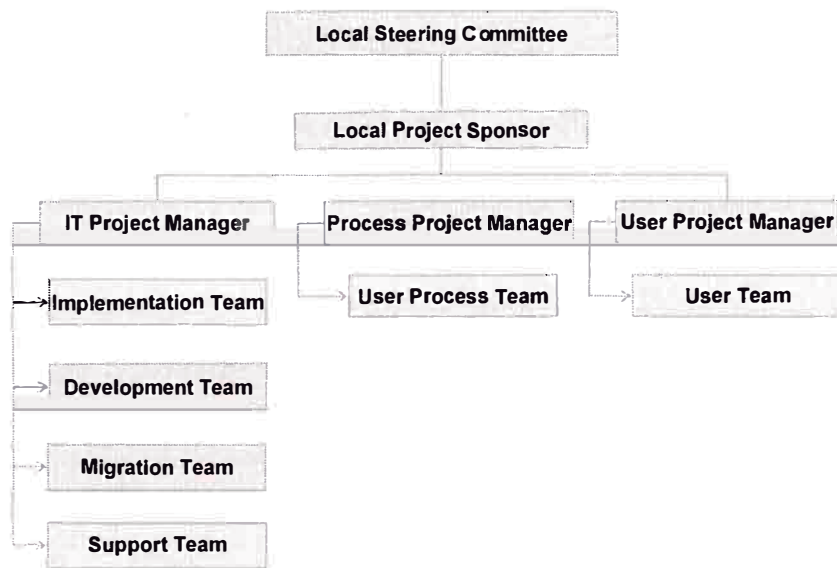 Local Steering Committee
Local Project Sponsor
IT Project Manager
Process Project Manager
User Project Manager
Implementation Team
User Process Team
User Team
Development Team
Migration Team
Support Team